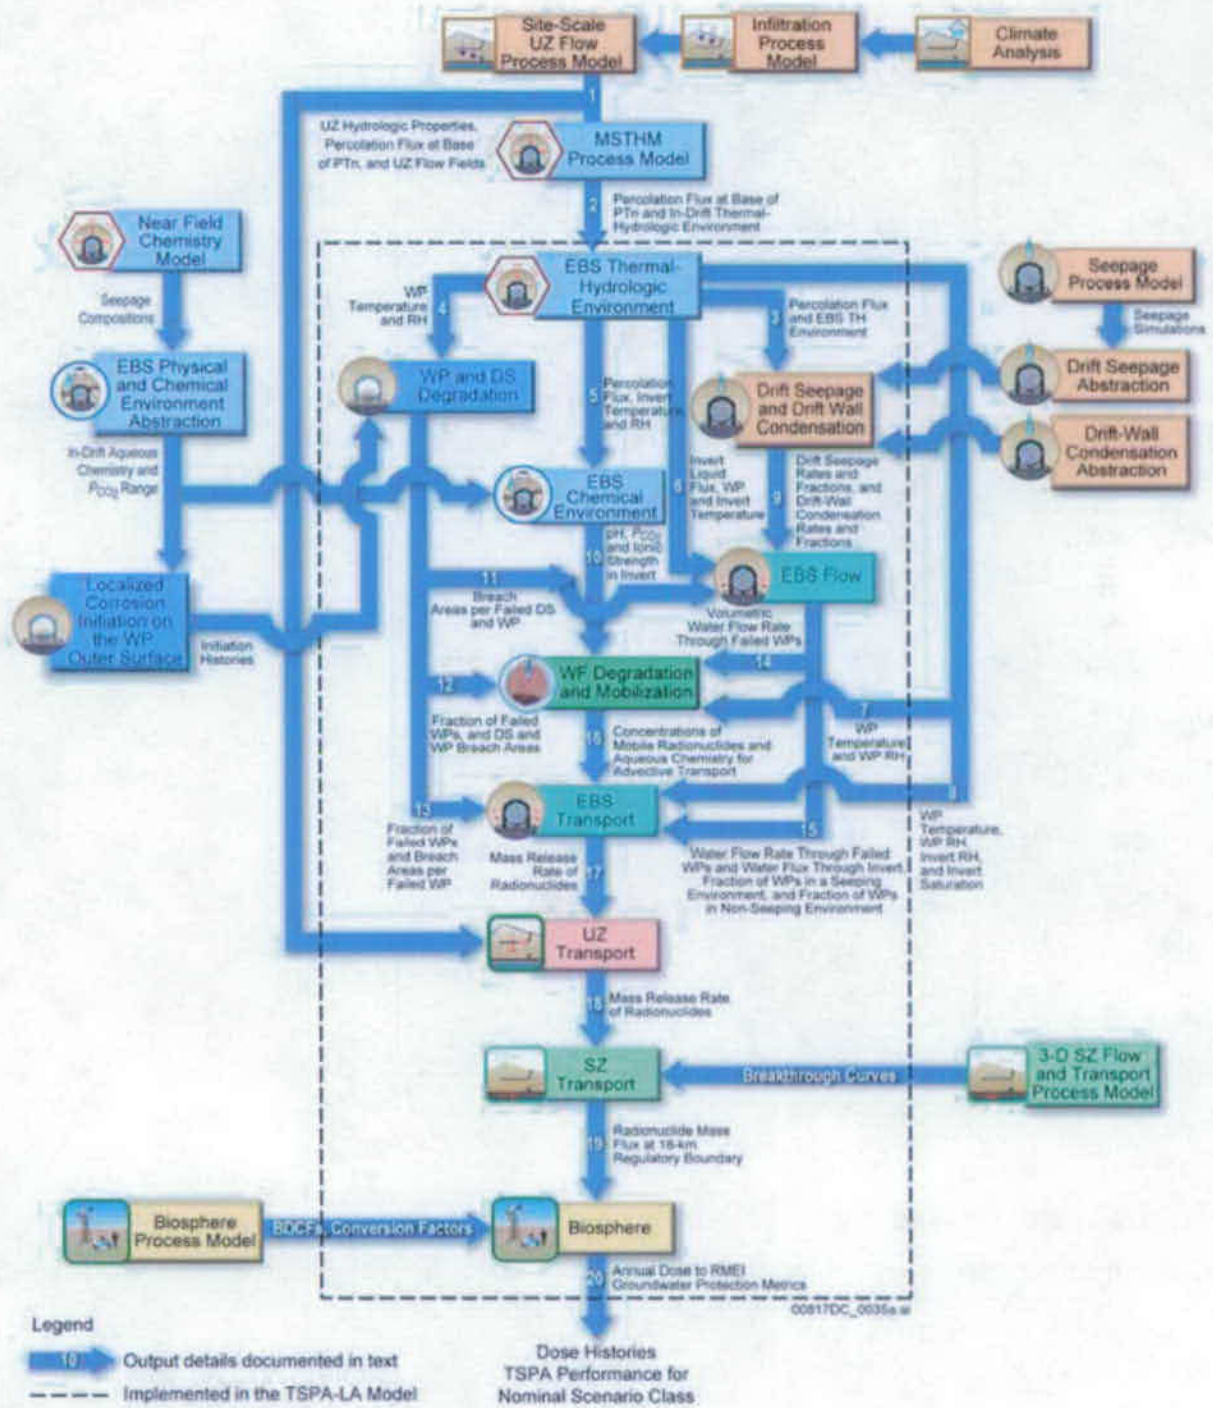 Site-Scale
UZ Flow
Process Model
Infiltration
Process
Model
Climate
Analysis
1
UZ Hydrologic Properties,
Percolation Flux at Base
of PTn, and UZ Flow Fields
MSTHM
Process Model
2
Percolation Flux at Base of
PTn and In-Drift Thermal-
Hydrologic Environment
Near Field
Chemistry
Model
Seepage
Compositions
EBS Thermal-
Hydrologic
Environment
WP
Temperature
and RH
4
3
Percolation Flux
and EBS TH
Environment
Seepage
Process Model
Seepage
Simulations
EBS Physical
and Chemical
Environment
Abstraction
WP and DS
Degradation
5
Percolation
Flux, Invert
Temperature
and RH
Drift Seepage
and Drift Wall
Condensation
Drift Seepage
Abstraction
Drift-Wall
Condensation
Abstraction
In-Drift Aqueous
Chemistry and
PCO2 Range
EBS
Chemical
Environment
6
Invert
Liquid
Flux, WP
and Invert
Temperature
9
Drift Seepage
Rates and
Fractions, and
Drift-Wall
Condensation
Rates and
Fractions
10
pH, PCO2
and Ionic
Strength
in Invert
EBS Flow
11
Breach
Areas per Failed DS
and WP
Localized
Corrosion
Initiation on
the WP
Outer Surface
Initiation
Histories
Volumetric
Water Flow Rate
Through Failed WPs
14
WF Degradation
and Mobilization
12
Fraction of Failed
WPs, and DS and
WP Breach Areas
7
WP
Temperature
and WP RH
16
Concentrations of
Mobile Radionuclides and
Aqueous Chemistry for
Advective Transport
8
EBS
Transport
13
Fraction of
Failed WPs
and Breach
Areas per
Failed WP
15
WP
Temperature,
WP RH,
Invert RH,
and Invert
Saturation
Mass Release
Rate of
Radionuclides
17
Water Flow Rate Through Failed
WPs and Water Flux Through Invert,
Fraction of WPs in a Seeping
Environment, and Fraction of WPs
in Non-Seeping Environment
UZ
Transport
18
Mass Release Rate
of Radionuclides
SZ
Transport
Breakthrough Curves
3-D SZ Flow
and Transport
Process Model
19
Radionuclide Mass
Flux at 18-km
Regulatory Boundary
Biosphere
Process Model
BDCFs, Conversion Factors
Biosphere
20
Annual Dose to RMEI
Groundwater Protection Metrics
00817DC_0035a.ai
Legend
10
Output details documented in text
Implemented in the TSPA-LA Model
Dose Histories
TSPA Performance for
Nominal Scenario Class